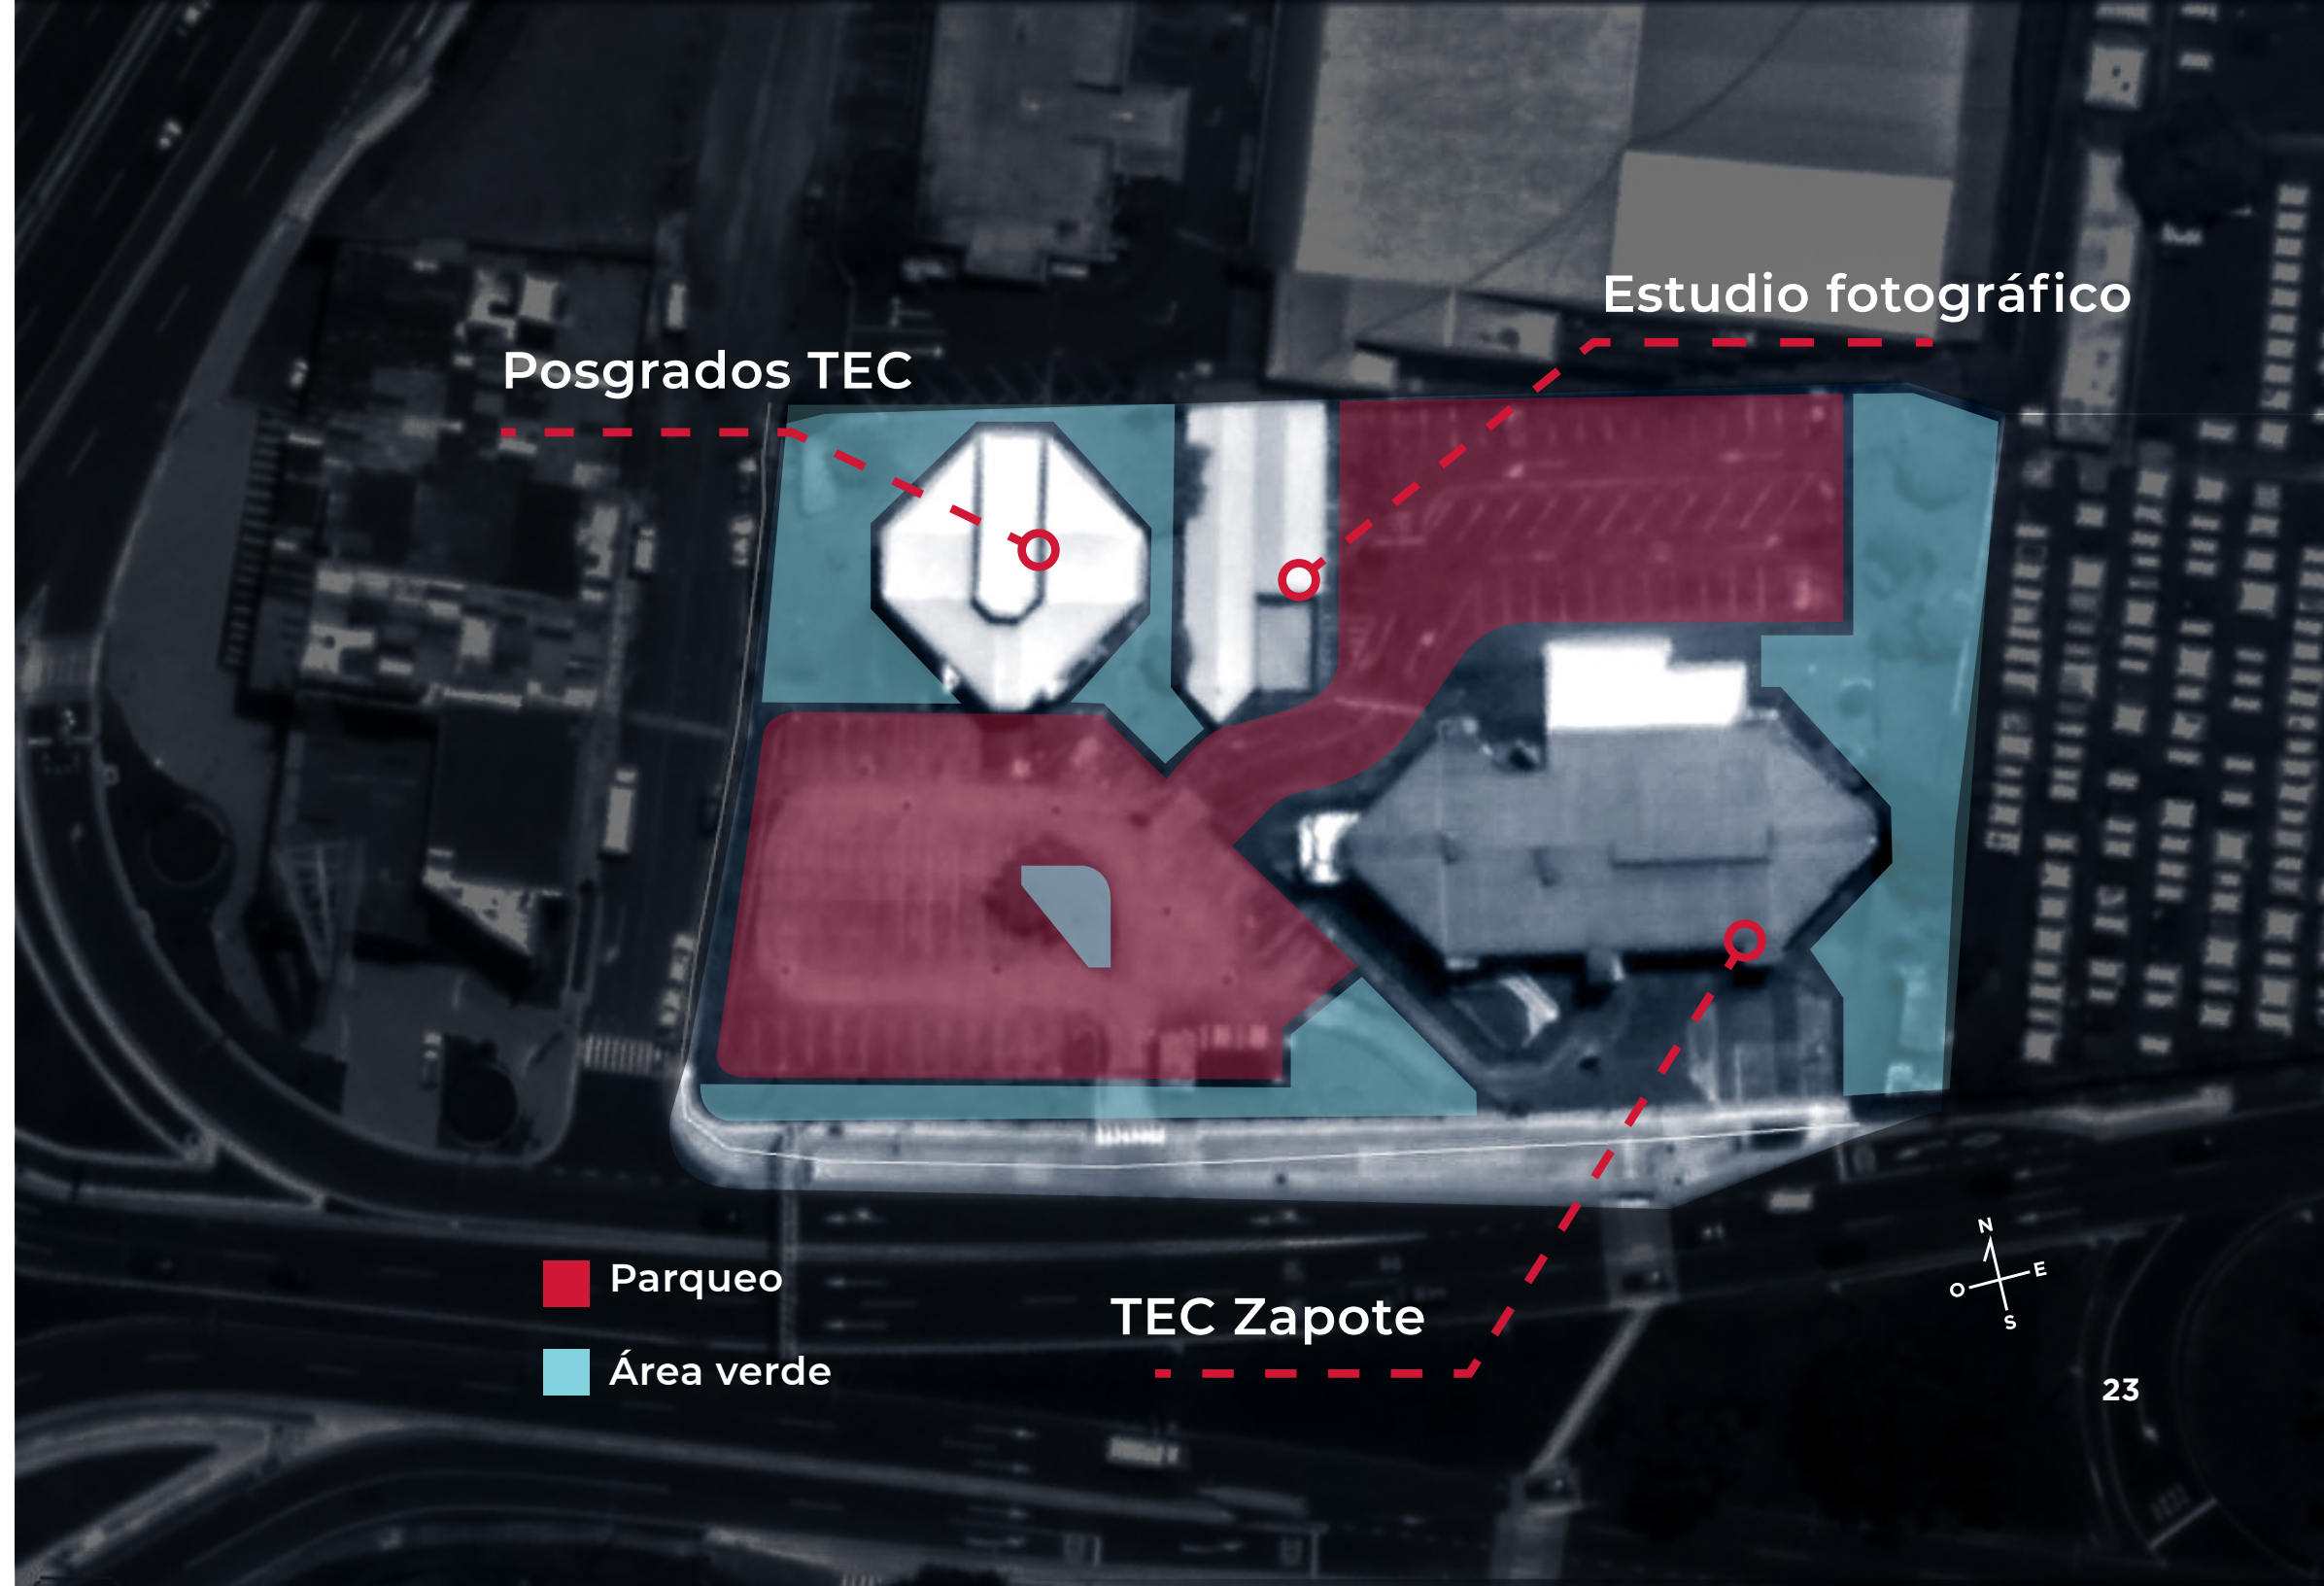 Estudio fotográfico
Posgrados TEC
Parqueo
Área verde
TEC Zapote
N
O
E
S
23